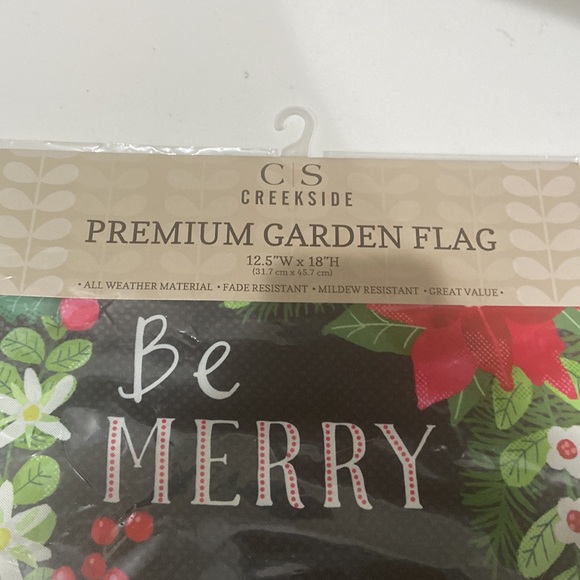 C|S
CREEKSIDE
PREMIUM GARDEN FLAG
12.5"W x 18"H
(31.7 cm x 45.7 cm)
• ALL WEATHER MATERIAL • FADE RESISTANT • MILDEW RESISTANT • GREAT VALUE •
Be
MERRY